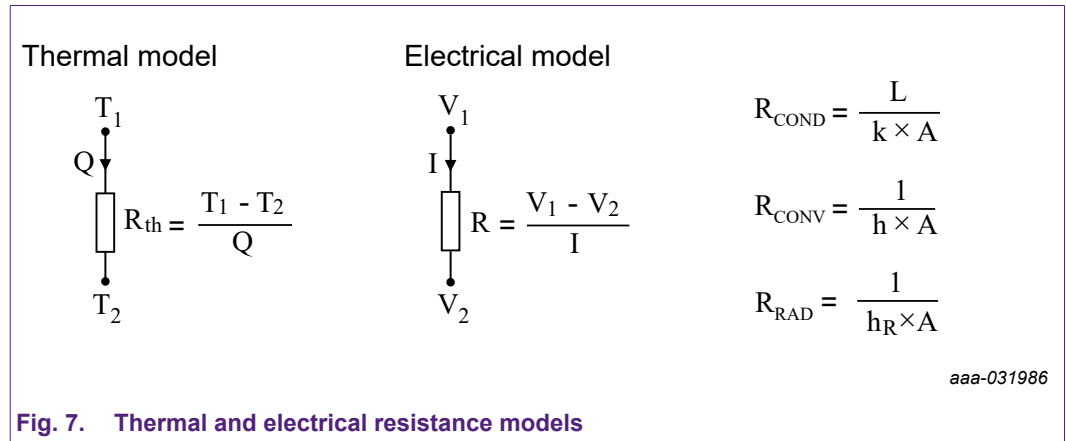 Thermal model
T1
Q
Rth = T1 - T2 / Q
T2
Electrical model
V1
I
R = V1 - V2 / I
V2
RCOND = L / k × A
RCONV = 1 / h × A
RRAD = 1 / hR×A
aaa-031986
Fig. 7. Thermal and electrical resistance models